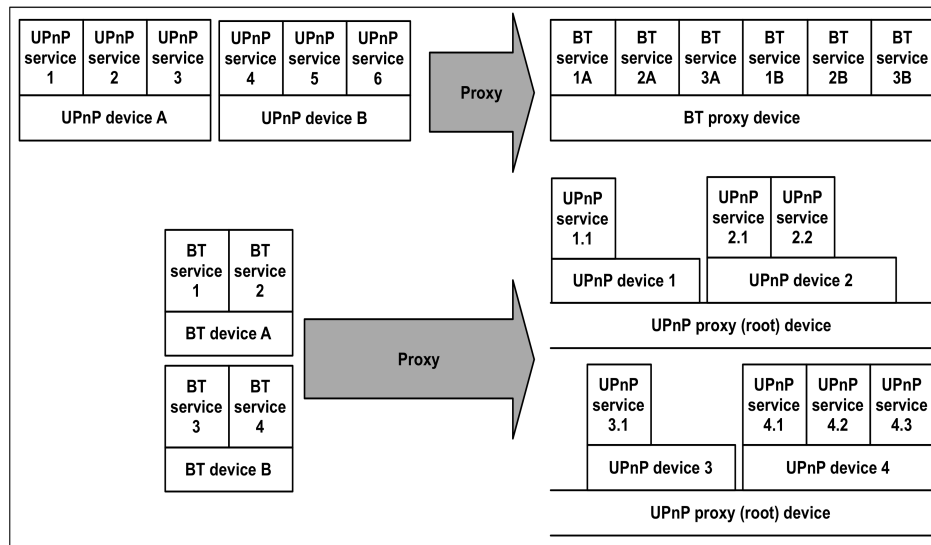 UPnP service 1
UPnP service 2
UPnP service 3
UPnP device A
UPnP service 4
UPnP service 5
UPnP service 6
UPnP device B
Proxy
BT service 1A
BT service 2A
BT service 3A
BT service 1B
BT service 2B
BT service 3B
BT proxy device
BT service 1
BT service 2
BT device A
BT service 3
BT service 4
BT device B
Proxy
UPnP service 1.1
UPnP device 1
UPnP service 2.1
UPnP service 2.2
UPnP device 2
UPnP proxy (root) device
UPnP service 3.1
UPnP device 3
UPnP service 4.1
UPnP service 4.2
UPnP service 4.3
UPnP device 4
UPnP proxy (root) device